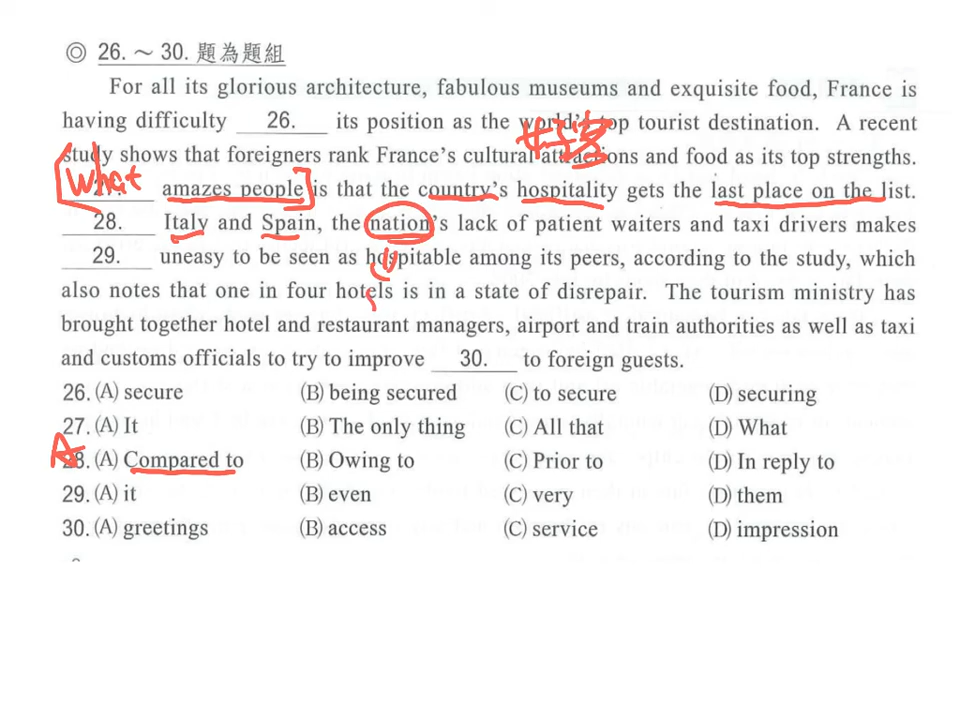 ◎ 26. ～ 30. 題為題組
For all its glorious architecture, fabulous museums and exquisite food, France is
having difficulty 26. its position as the world's top tourist destination. A recent
study shows that foreigners rank France's cultural attractions and food as its top strengths.
What
27. amazes people is that the country's hospitality gets the last place on the list.
28. Italy and Spain, the nation's lack of patient waiters and taxi drivers makes
29. uneasy to be seen as hospitable among its peers, according to the study, which
also notes that one in four hotels is in a state of disrepair. The tourism ministry has
brought together hotel and restaurant managers, airport and train authorities as well as taxi
and customs officials to try to improve 30. to foreign guests.
26. (A) secure (B) being secured (C) to secure (D) securing
27. (A) It (B) The only thing (C) All that (D) What
A
28. (A) Compared to (B) Owing to (C) Prior to (D) In reply to
29. (A) it (B) even (C) very (D) them
30. (A) greetings (B) access (C) service (D) impression